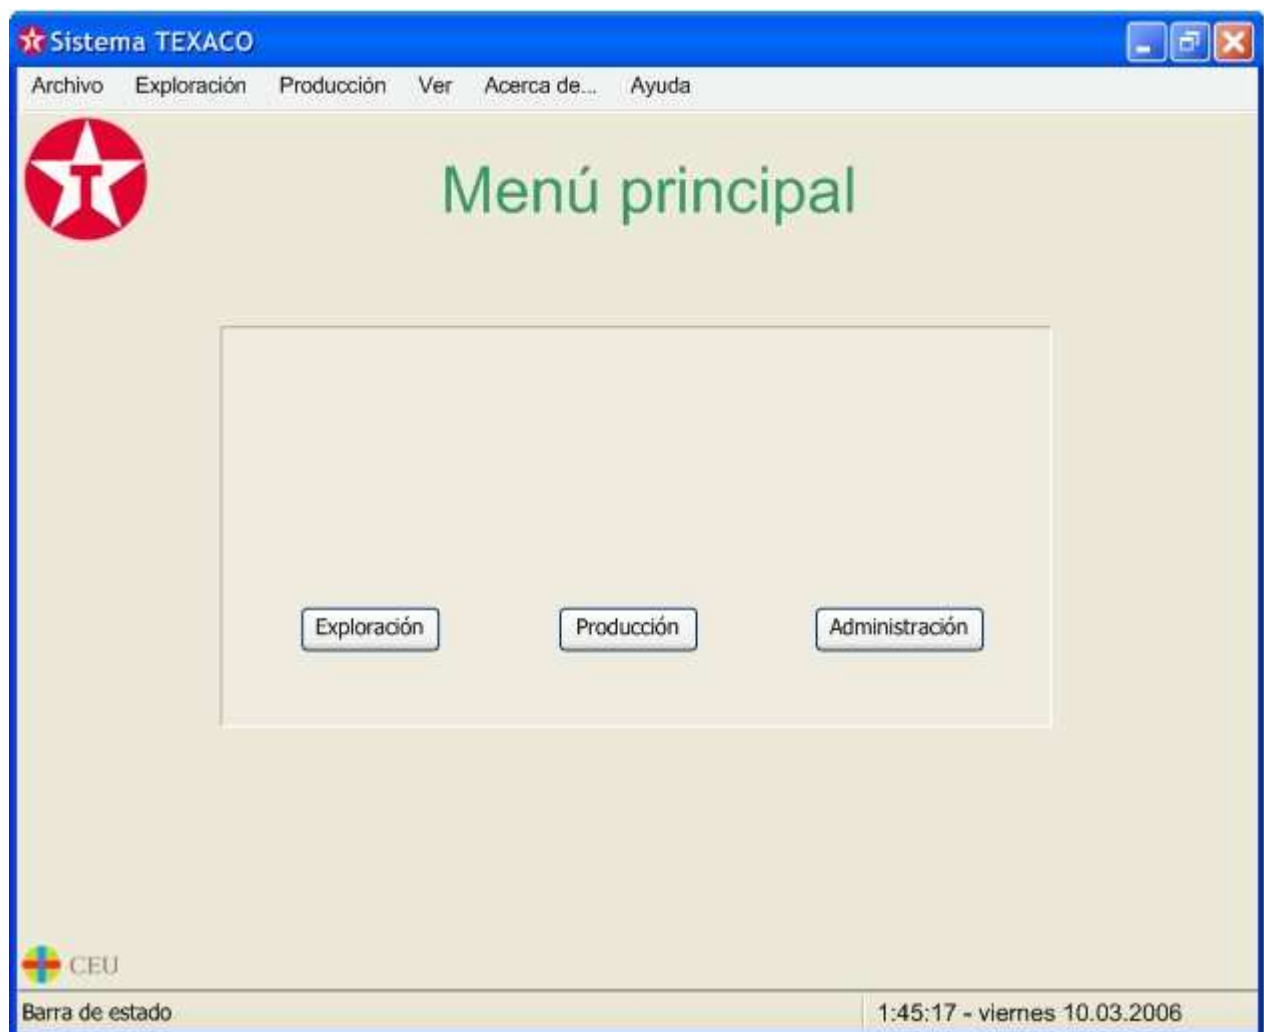 Sistema TEXACO
Archivo Exploración Producción Ver Acerca de... Ayuda
T
Menú principal
Exploración Producción Administración
CEU
Barra de estado 1:45:17 - viernes 10.03.2006